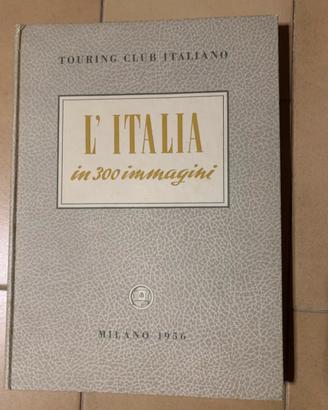 TOURING CLUB ITALIANO
L'ITALIA
in 300 immagini
MILANO 1956